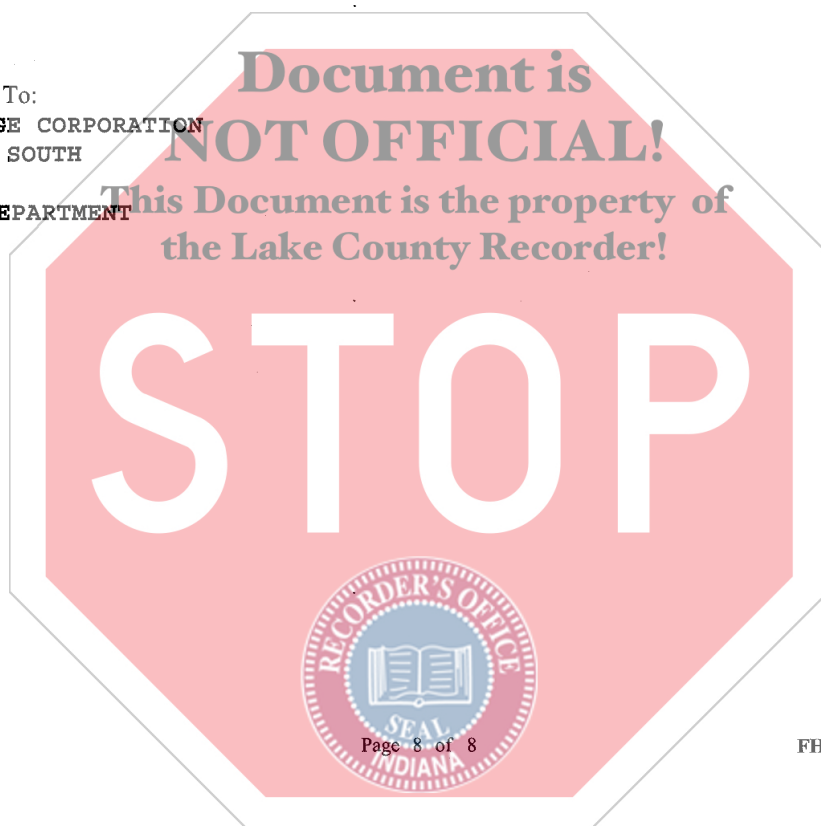 Document is
To:
GE CORPORATION
NOT OFFICIAL!
SOUTH
This Document is the property of
EPARTMENT
the Lake County Recorder!
STOP
RECORDER'S OFFICE
SEAL
INDIANA
Page 8 of 8
FH